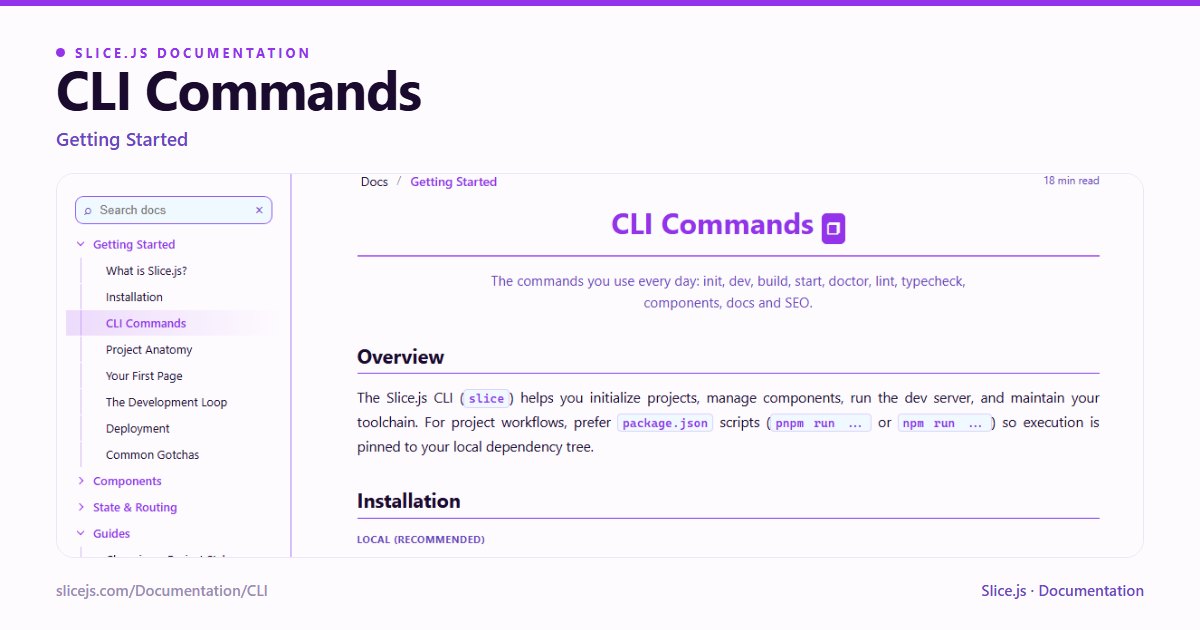 SLICE.JS DOCUMENTATION
CLI Commands
Getting Started
Search docs
Getting Started
What is Slice.js?
Installation
CLI Commands
Project Anatomy
Your First Page
The Development Loop
Deployment
Common Gotchas
Components
State & Routing
Guides
Docs / Getting Started
18 min read
CLI Commands
The commands you use every day: init, dev, build, start, doctor, lint, typecheck,
components, docs and SEO.
Overview
The Slice.js CLI (slice) helps you initialize projects, manage components, run the dev server, and maintain your
toolchain. For project workflows, prefer package.json scripts (pnpm run ... or npm run ...) so execution is
pinned to your local dependency tree.
Installation
LOCAL (RECOMMENDED)
slicejs.com/Documentation/CLI
Slice.js · Documentation